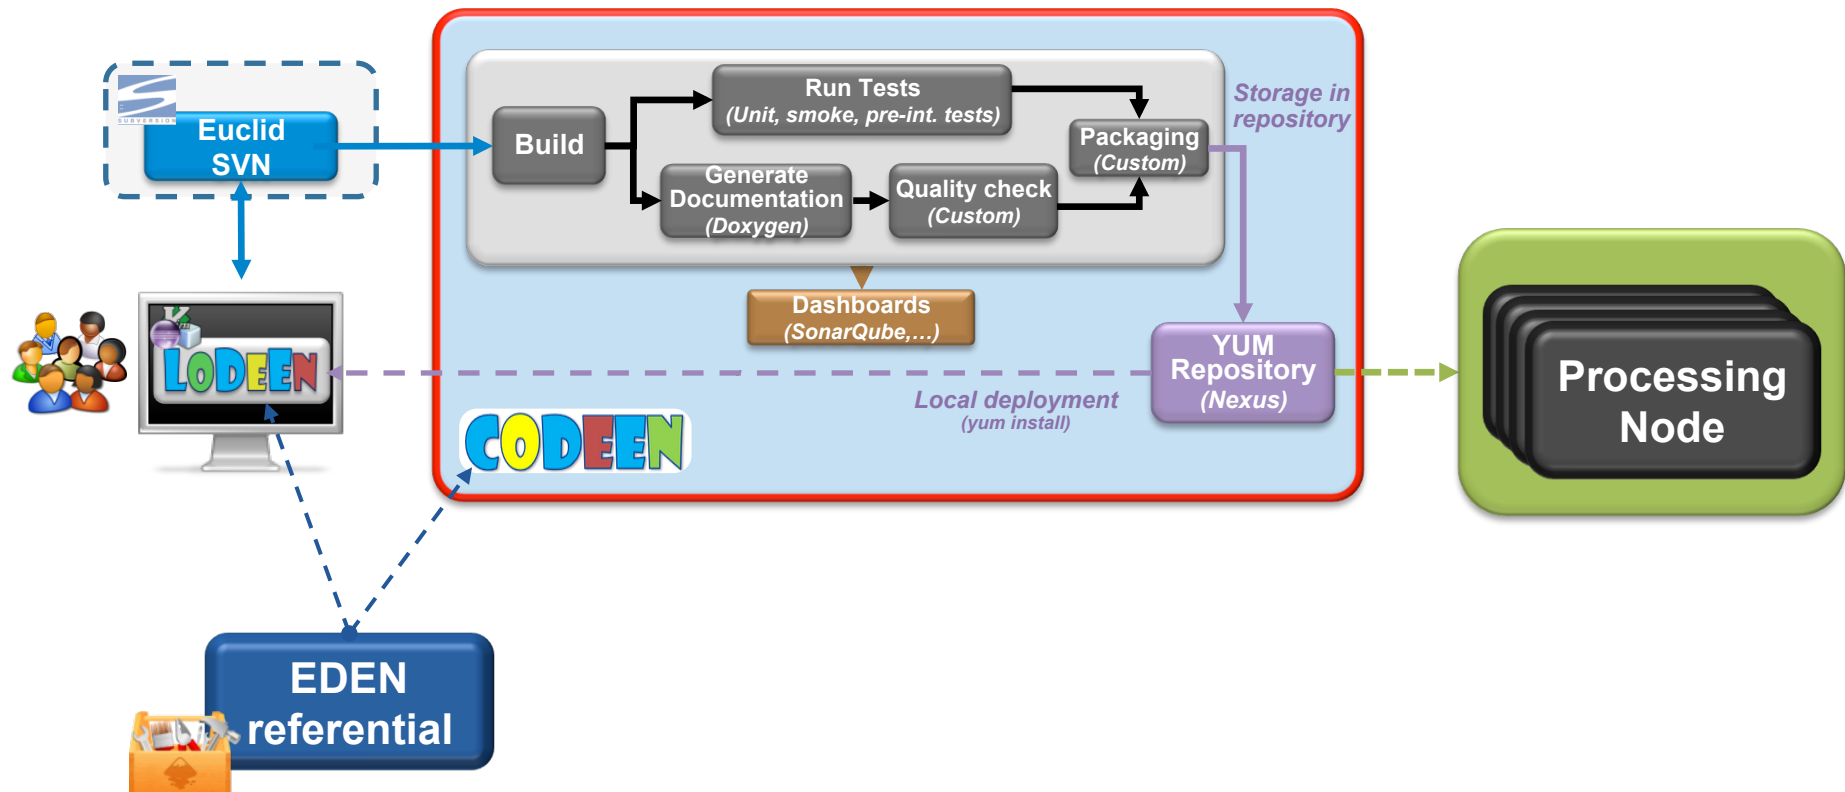 SUBVERSION
Euclid
SVN
Build
Run Tests
(Unit, smoke, pre-int. tests)
Generate
Documentation
(Doxygen)
Quality check
(Custom)
Packaging
(Custom)
Storage in
repository
Dashboards
(SonarQube,...)
LODEEN
YUM
Repository
(Nexus)
Local deployment
(yum install)
CODEEN
Processing
Node
EDEN
referential